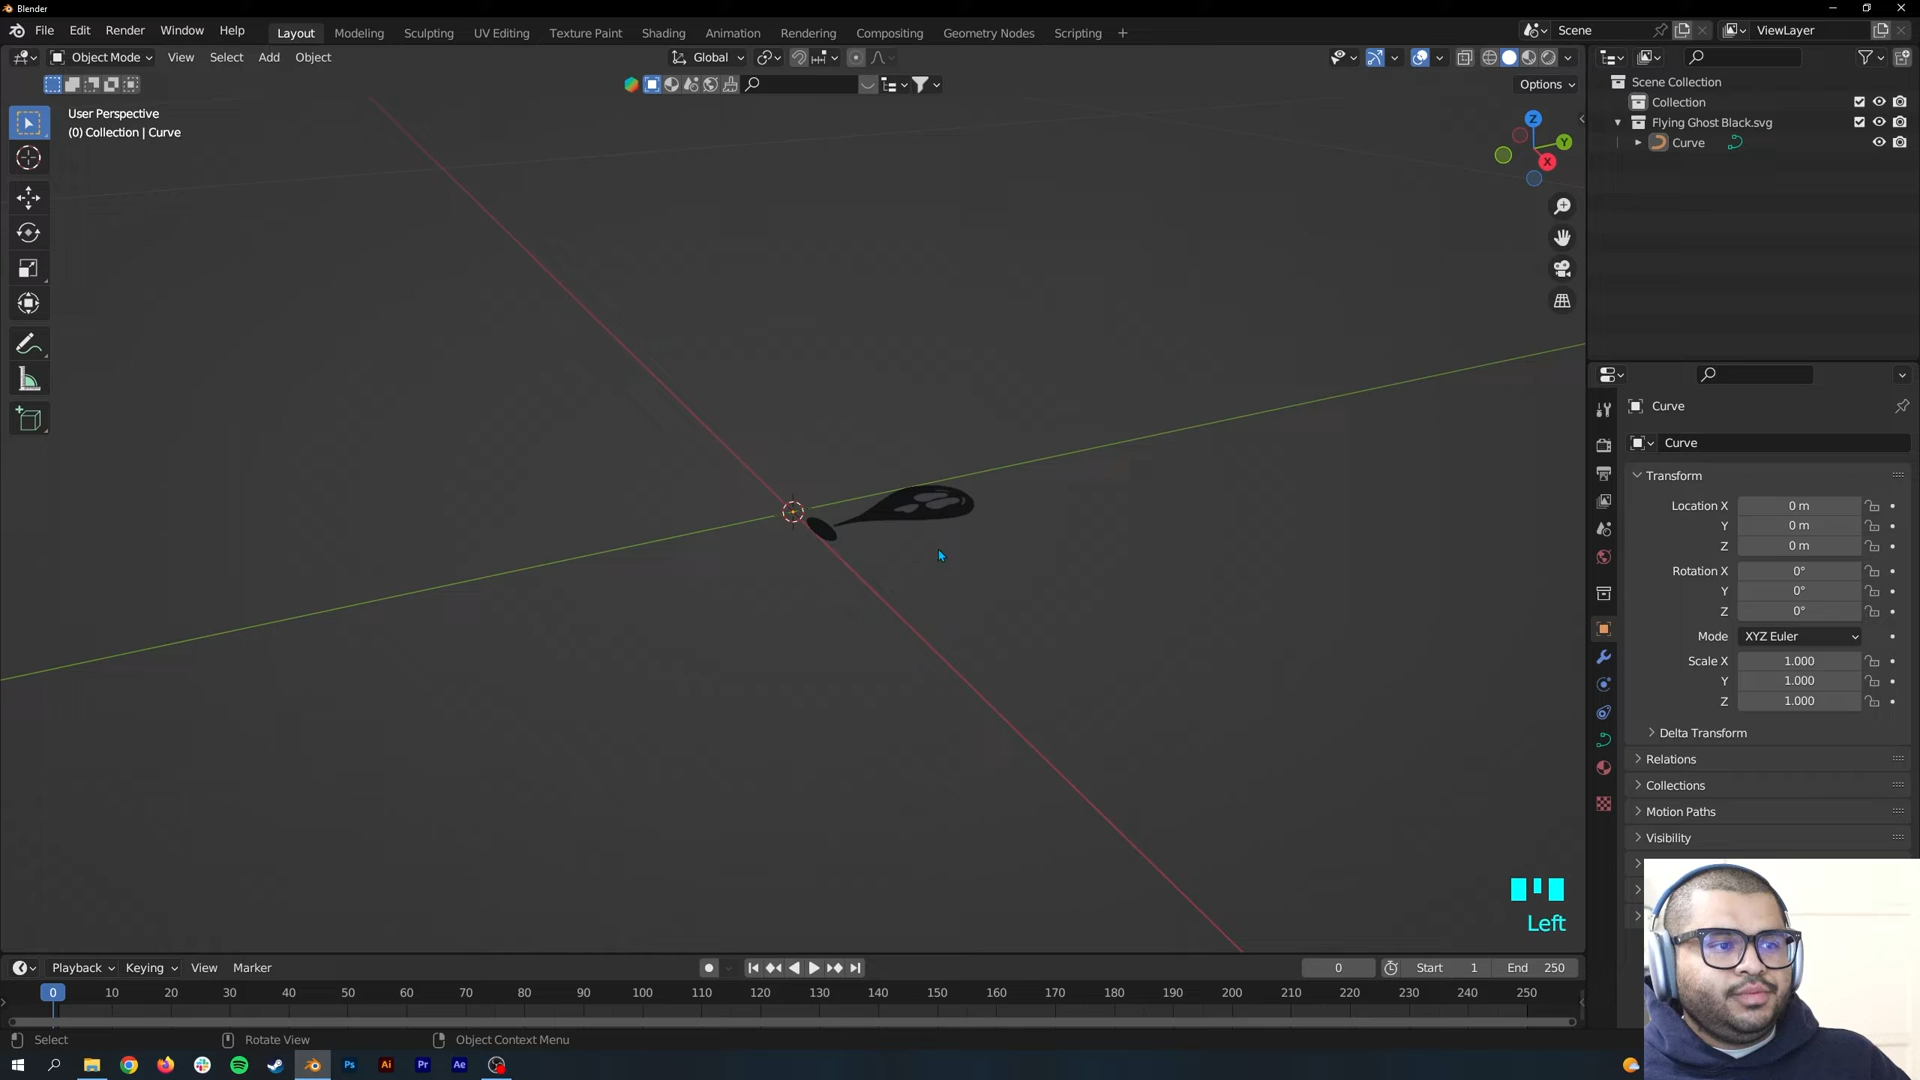 Blender
File Edit Render Window Help
Layout Modeling Sculpting UV Editing Texture Paint Shading Animation Rendering Compositing Geometry Nodes Scripting
Scene
ViewLayer
Object Mode View Select Add Object
Global
Options
User Perspective
(0) Collection | Curve
Z
Y
X
Scene Collection
Collection
Flying Ghost Black.svg
Curve
Curve
Curve
Transform
Location X 0 m
Y 0 m
Z 0 m
Rotation X 0°
Y 0°
Z 0°
Mode XYZ Euler
Scale X 1.000
Y 1.000
Z 1.000
Delta Transform
Relations
Collections
Motion Paths
Visibility
Left
Playback Keying View Marker
0
Start 1
End 250
0 10 20 30 40 50 60 70 80 90 100 110 120 130 140 150 160 170 180 190 200 210 220 230 240 250
Select
Rotate View
Object Context Menu
Ps Ai Pr Ae